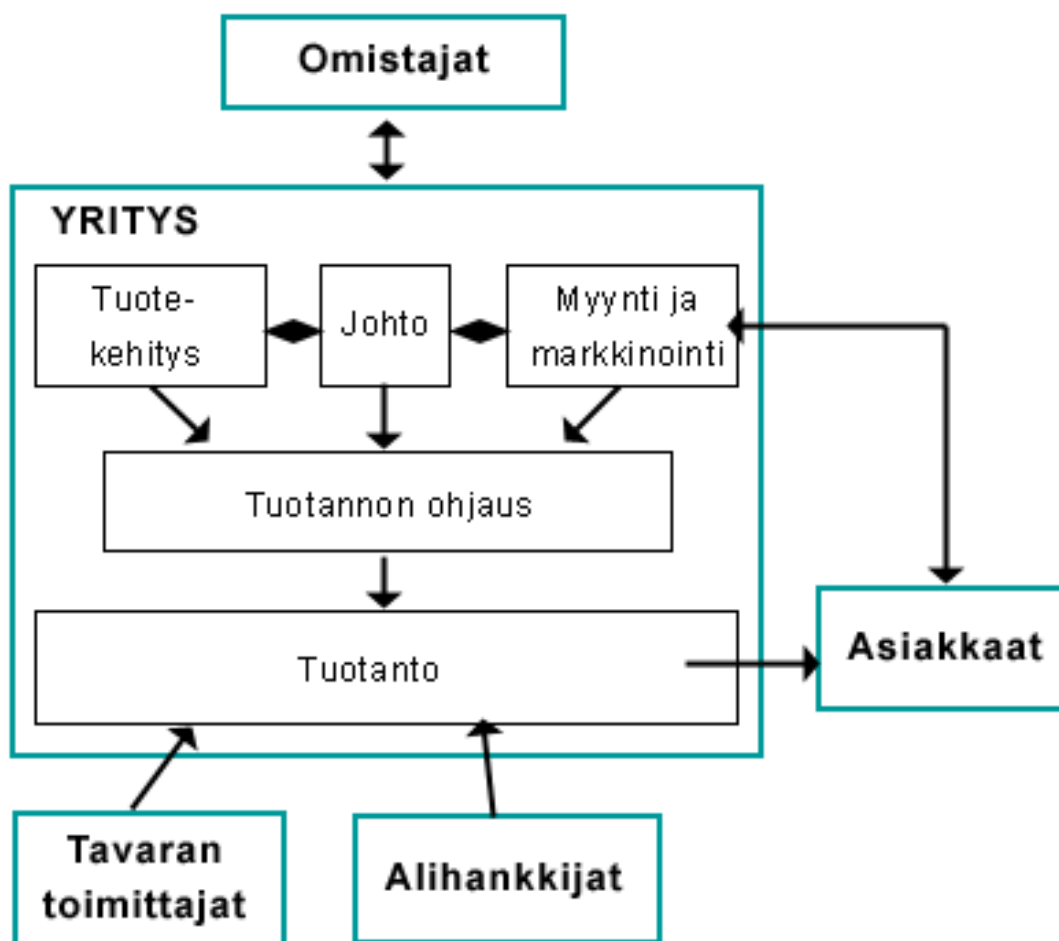 Omistajat
YRITYS
Tuote-
kehitys
Johto
Myynti ja
markkinointi
Tuotannon ohjaus
Tuotanto
Asiakkaat
Tavaran
toimittajat
Alihankkijat